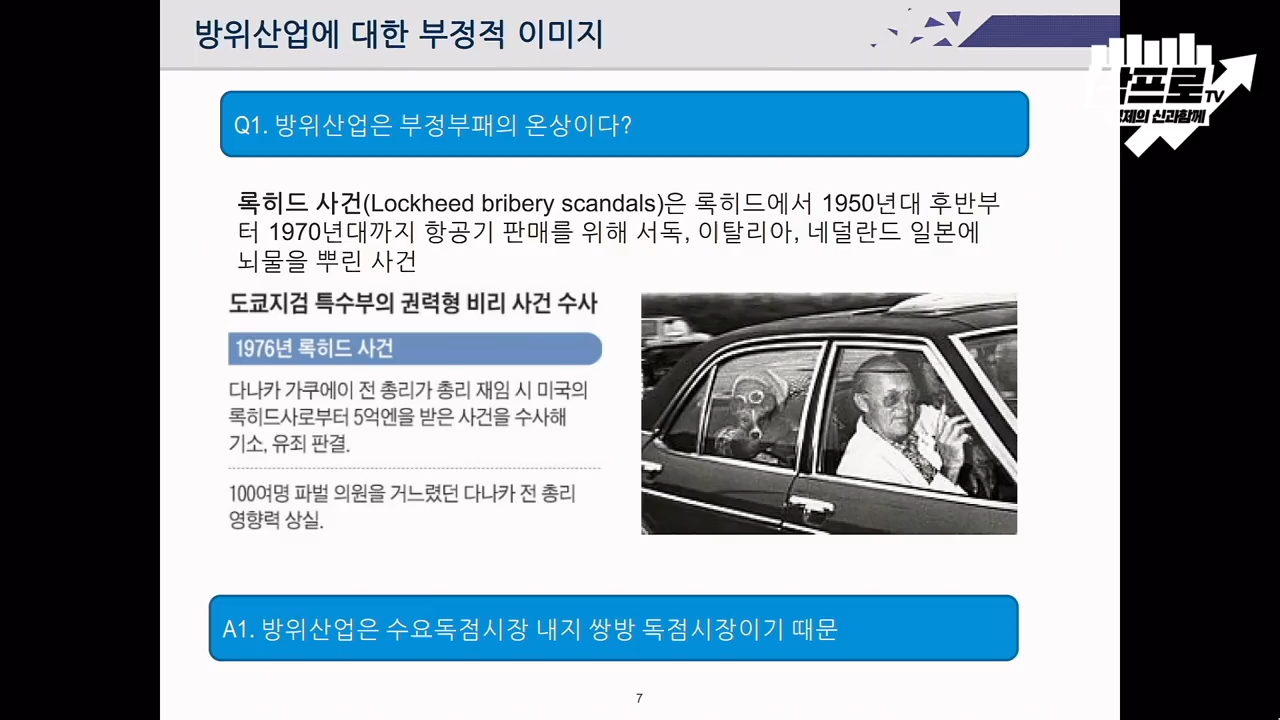 방위산업에 대한 부정적 이미지
프로TV
제의 신과함께
Q1. 방위산업은 부정부패의 온상이다?
록히드 사건(Lockheed bribery scandals)은 록히드에서 1950년대 후반부
터 1970년대까지 항공기 판매를 위해 서독, 이탈리아, 네덜란드 일본에
뇌물을 뿌린 사건
도쿄지검 특수부의 권력형 비리 사건 수사
1976년 록히드 사건
다나카 가쿠에이 전 총리가 총리 재임 시 미국의
록히드사로부터 5억엔을 받은 사건을 수사해
기소, 유죄 판결.
100여명 파벌 의원을 거느렸던 다나카 전 총리
영향력 상실.
A1. 방위산업은 수요독점시장 내지 쌍방 독점시장이기 때문
7